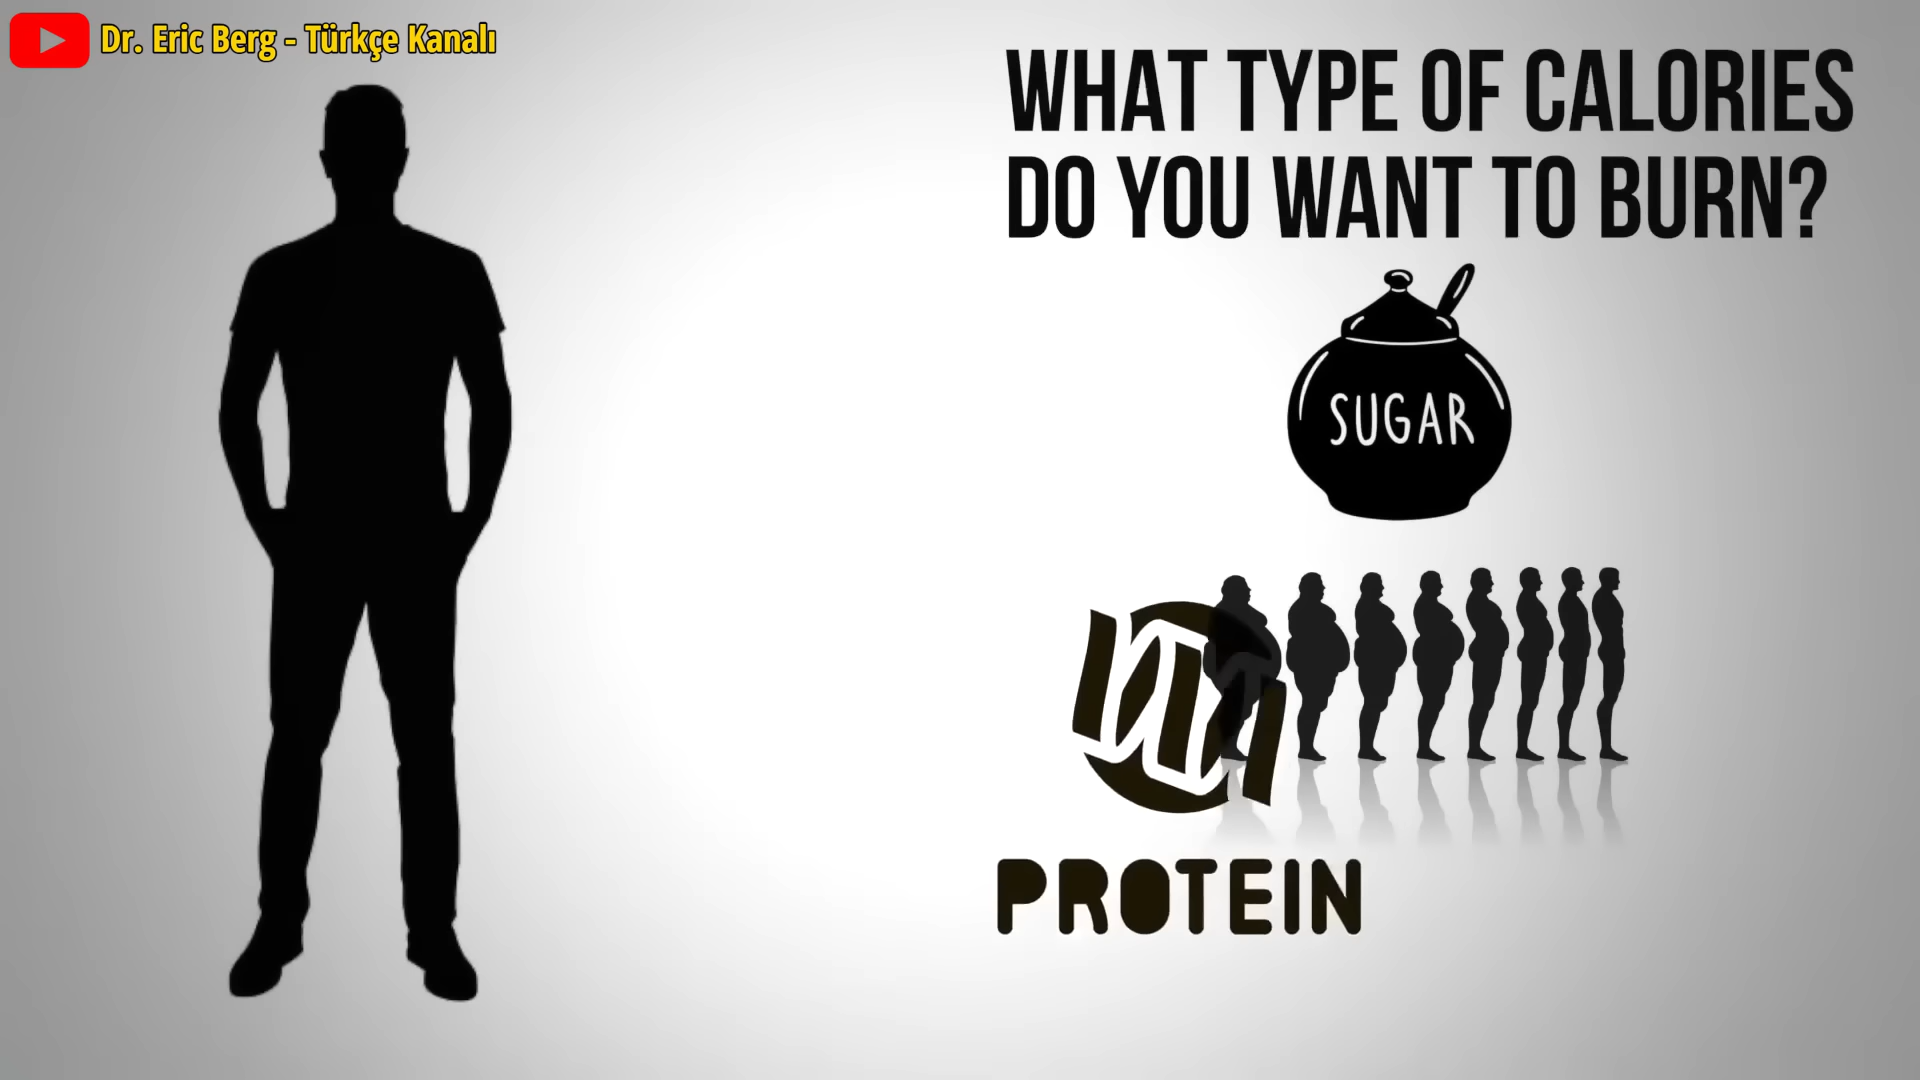 Dr. Eric Berg - Türkçe Kanalı
WHAT TYPE OF CALORIES
DO YOU WANT TO BURN?
SUGAR
PROTEIN